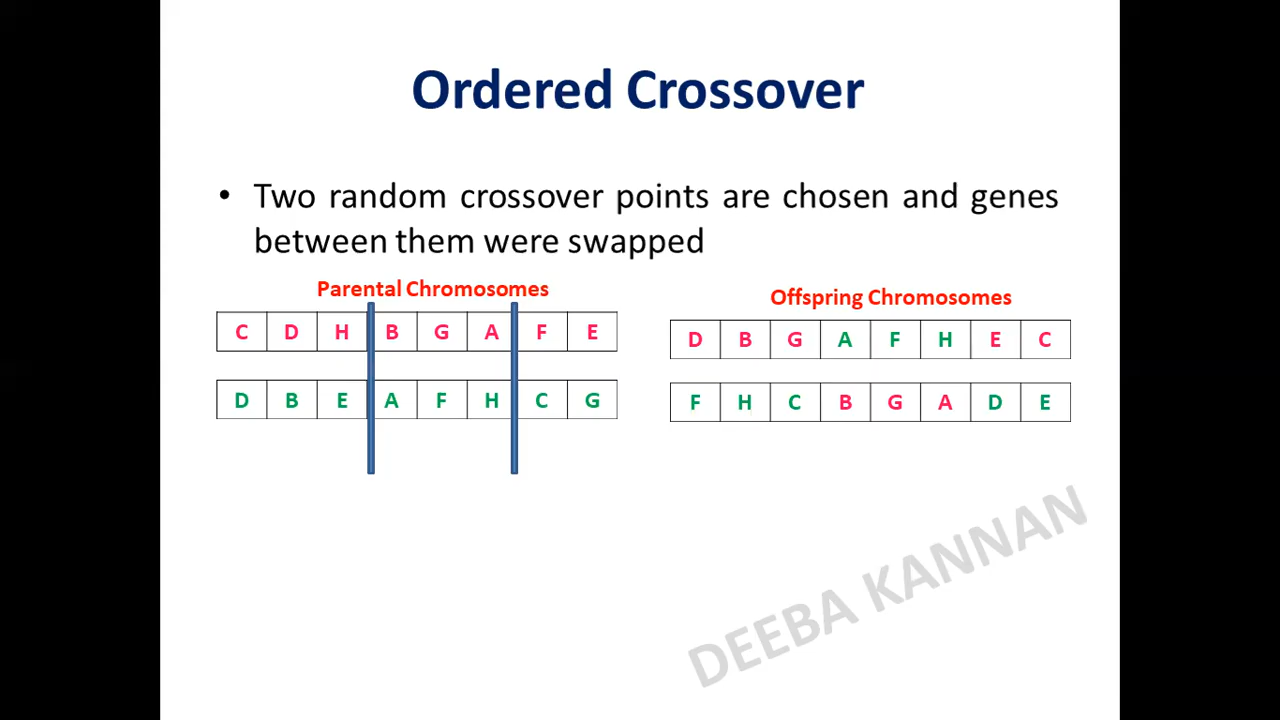 Ordered Crossover
• Two random crossover points are chosen and genes
between them were swapped
Parental Chromosomes
C D H B G A F E
D B E A F H C G
Offspring Chromosomes
D B G A F H E C
F H C B G A D E
DEEBA KANNAN